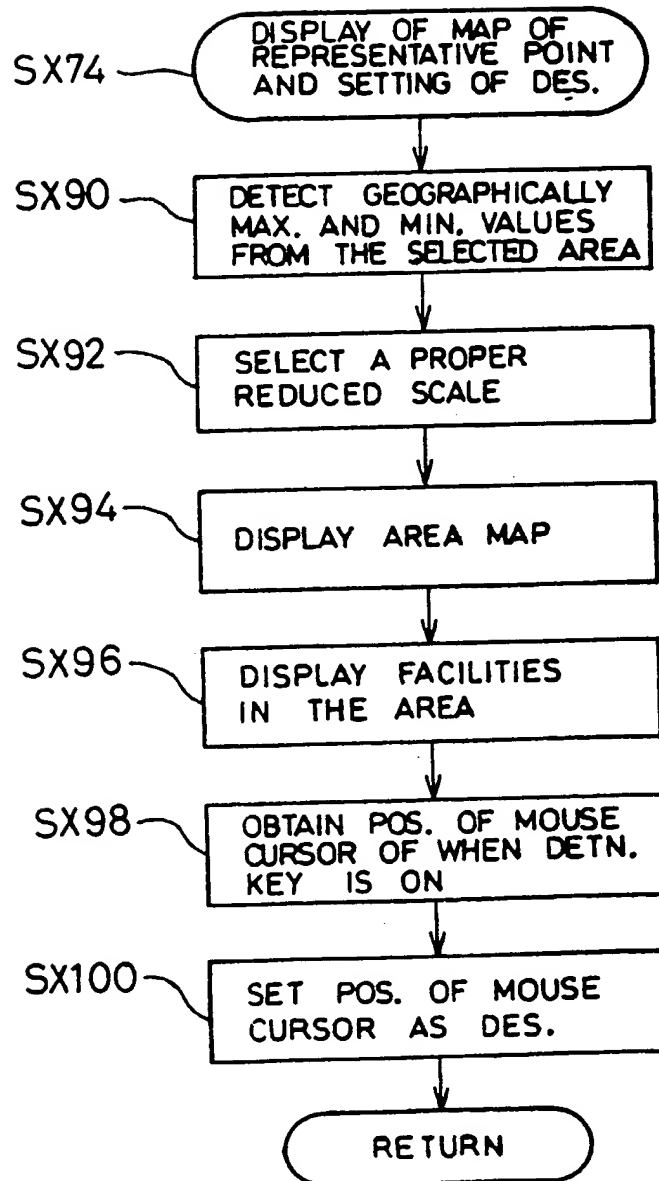 SX74
DISPLAY OF MAP OF
REPRESENTATIVE POINT
AND SETTING OF DES.
SX90
DETECT GEOGRAPHICALLY
MAX. AND MIN. VALUES
FROM THE SELECTED AREA
SX92
SELECT A PROPER
REDUCED SCALE
SX94
DISPLAY AREA MAP
SX96
DISPLAY FACILITIES
IN THE AREA
SX98
OBTAIN POS. OF MOUSE
CURSOR OF WHEN DETN.
KEY IS ON
SX100
SET POS. OF MOUSE
CURSOR AS DES.
RETURN